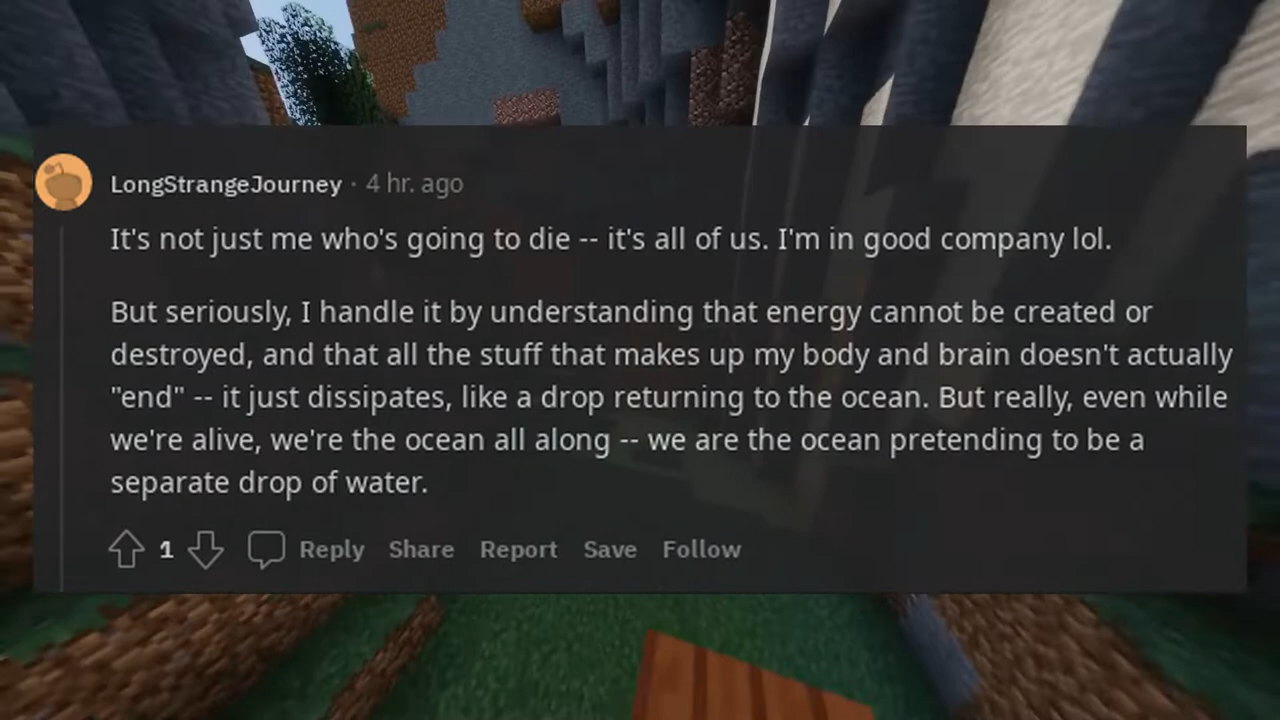 LongStrangeJourney · 4 hr. ago
It's not just me who's going to die -- it's all of us. I'm in good company lol.
But seriously, I handle it by understanding that energy cannot be created or
destroyed, and that all the stuff that makes up my body and brain doesn't actually
"end" -- it just dissipates, like a drop returning to the ocean. But really, even while
we're alive, we're the ocean all along -- we are the ocean pretending to be a
separate drop of water.
1 Reply Share Report Save Follow